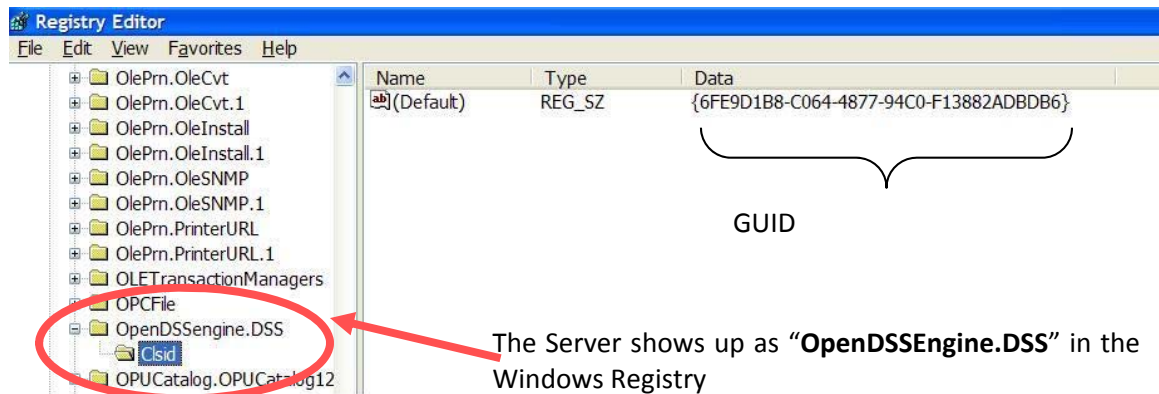 Registry Editor
File Edit View Favorites Help
OlePrn.OleCvt
OlePrn.OleCvt.1
OlePrn.OleInstall
OlePrn.OleInstall.1
OlePrn.OleSNMP
OlePrn.OleSNMP.1
OlePrn.PrinterURL
OlePrn.PrinterURL.1
OLETransactionManagers
OPCFile
OpenDSSengine.DSS
Clsid
OPUCatalog.OPUCatalog12
Name Type Data
ab (Default) REG_SZ {6FE9D1B8-C064-4877-94C0-F13882ADBDB6}
GUID
The Server shows up as “OpenDSSEngine.DSS” in the
Windows Registry